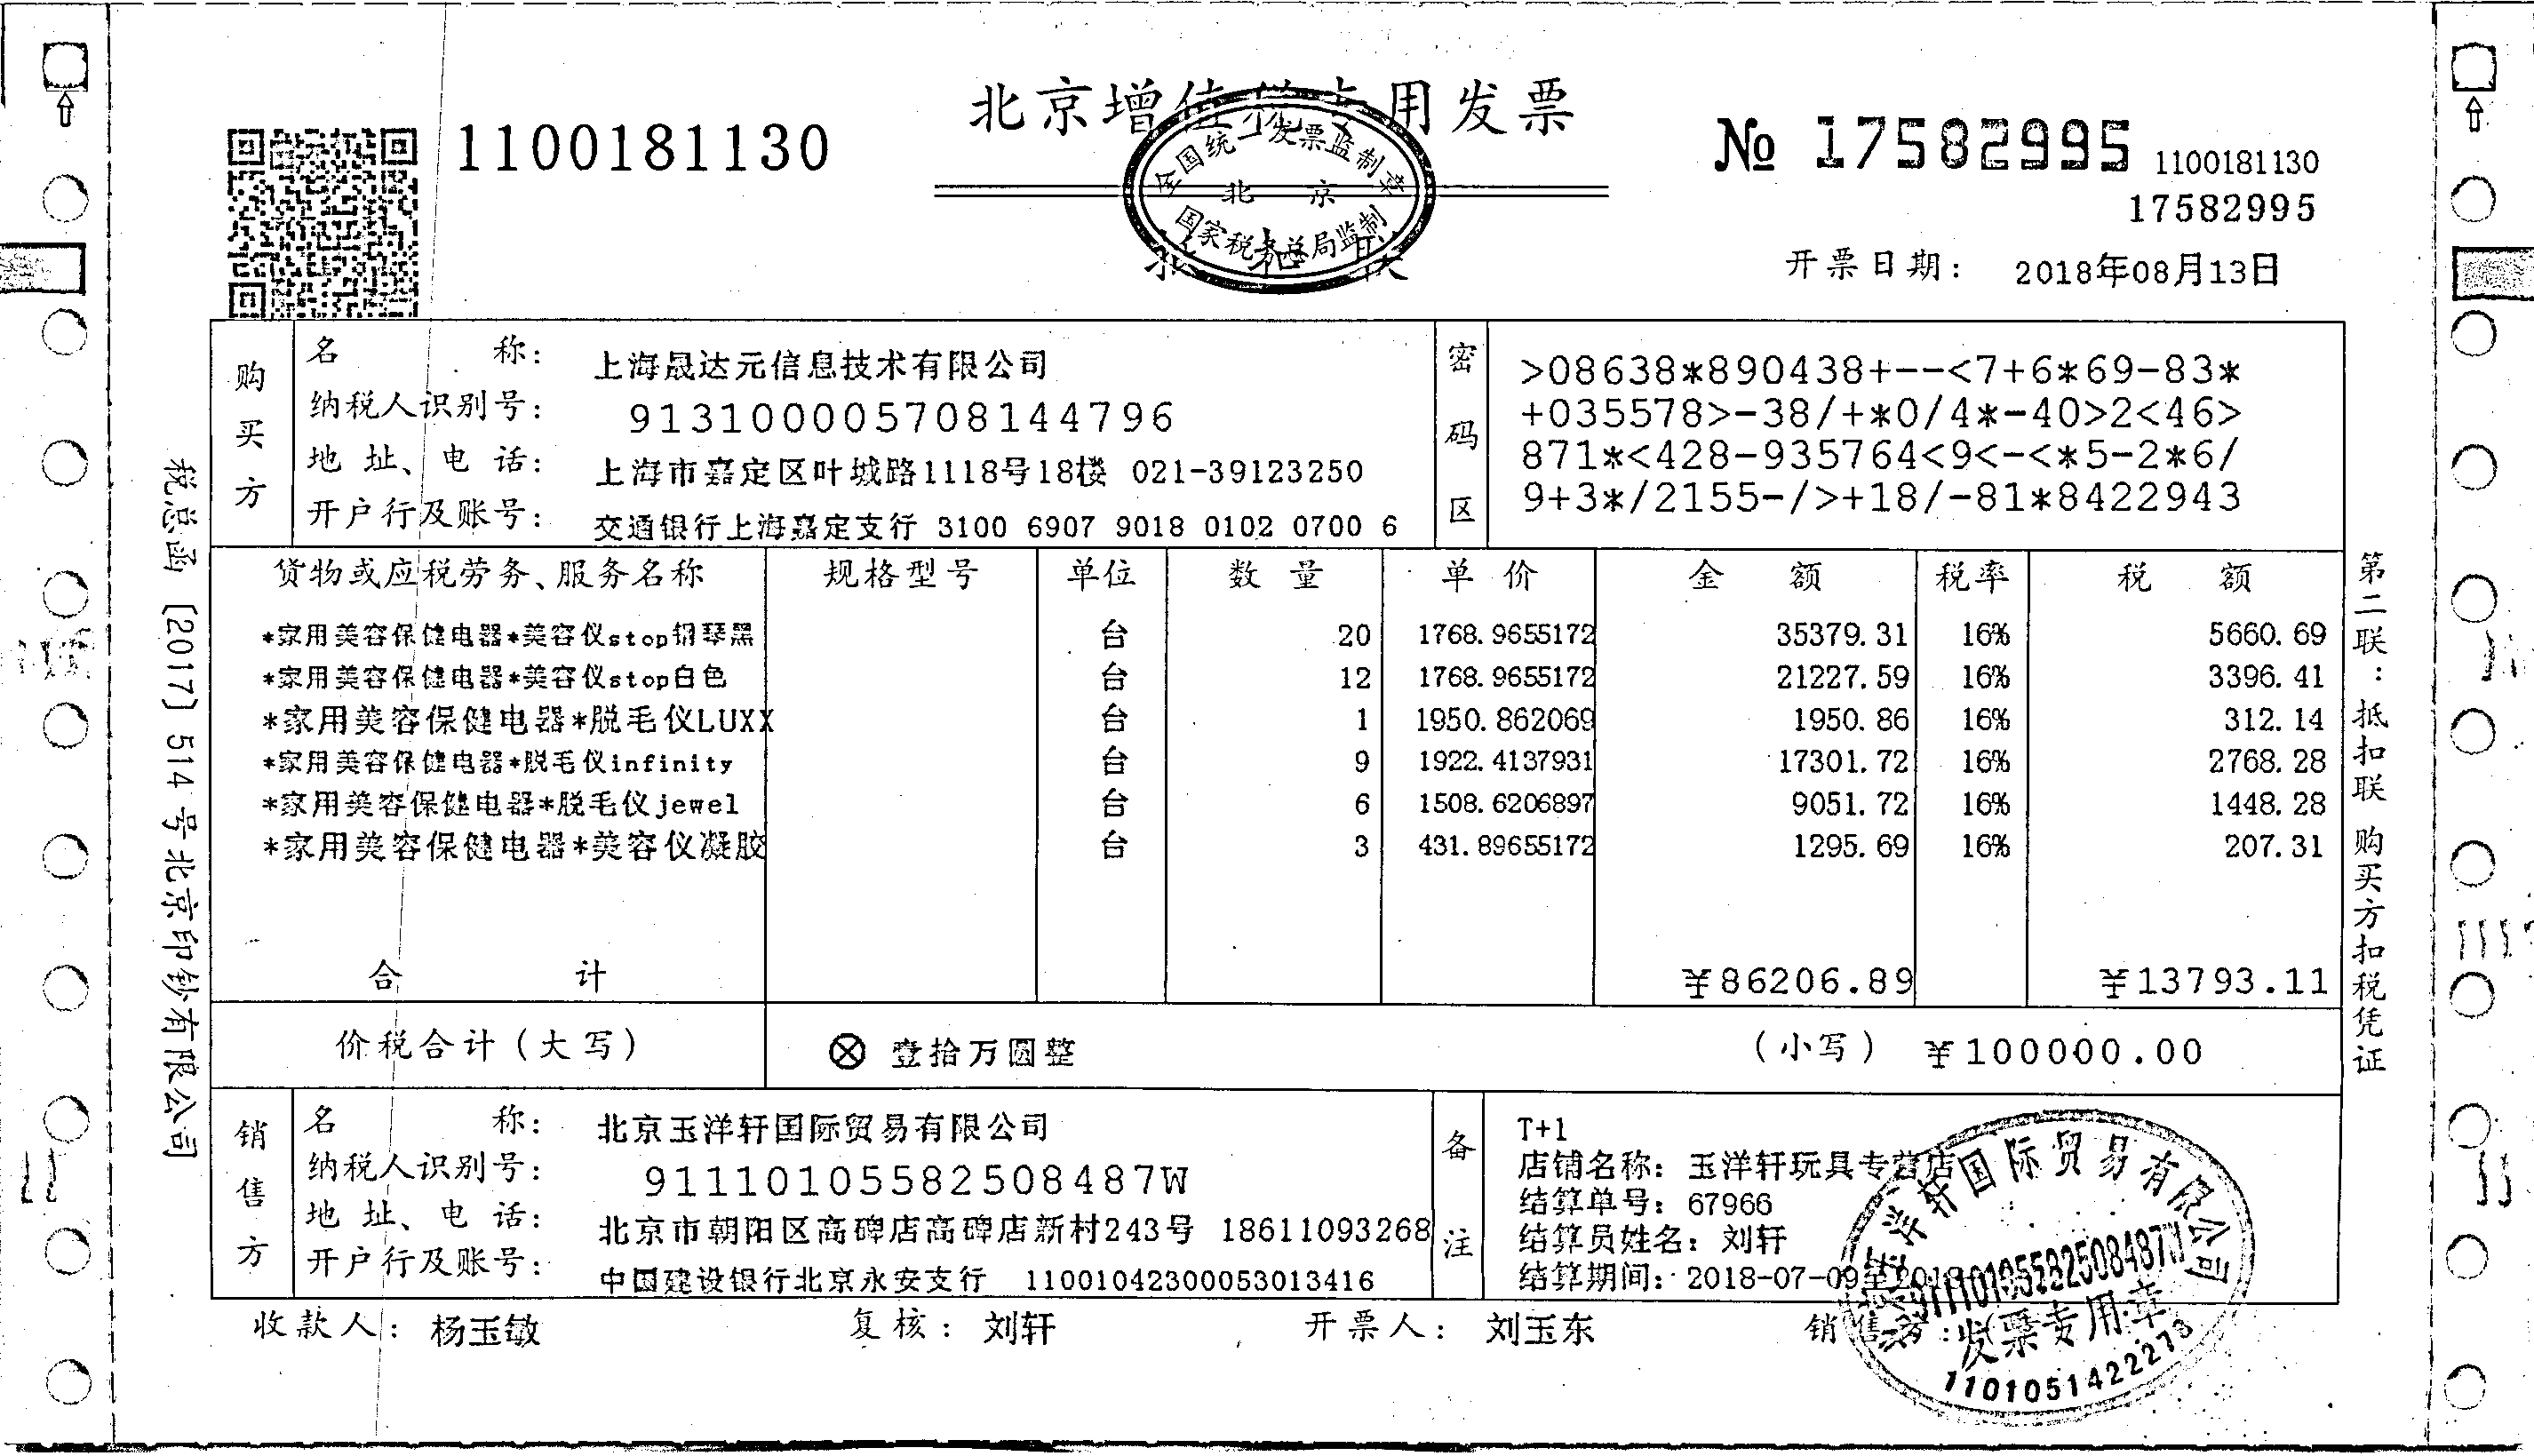 北京增值税专用发票
全国统一发票监制章
北京
国家税务总局监制
抵扣联
1100181130
№ 17582995
1100181130
17582995
开票日期: 2018年08月13日
税总函〔2017〕514号北京印钞有限公司
购买方
名称: 上海晟达元信息技术有限公司
纳税人识别号: 913100005708144796
地址、电话: 上海市嘉定区叶城路1118号18楼 021-39123250
开户行及账号: 交通银行上海嘉定支行 3100 6907 9018 0102 0700 6
密码区
>08638*890438+--<7+6*69-83*
+035578>-38/+*0/4*-40>2<46>
871*<428-935764<9<-<*5-2*6/
9+3*/2155-/>+18/-81*8422943
货物或应税劳务、服务名称 规格型号 单位 数量 单价 金额 税率 税额
*家用美容保健电器*美容仪stop钢琴黑 台 20 1768.9655172 35379.31 16% 5660.69
*家用美容保健电器*美容仪stop白色 台 12 1768.9655172 21227.59 16% 3396.41
*家用美容保健电器*脱毛仪LUXX 台 1 1950.862069 1950.86 16% 312.14
*家用美容保健电器*脱毛仪infinity 台 9 1922.4137931 17301.72 16% 2768.28
*家用美容保健电器*脱毛仪jewel 台 6 1508.6206897 9051.72 16% 1448.28
*家用美容保健电器*美容仪凝胶 台 3 431.89655172 1295.69 16% 207.31
合计 ¥86206.89 ¥13793.11
价税合计(大写) ⊗ 壹拾万圆整 (小写) ¥100000.00
第二联:抵扣联 购买方扣税凭证
销售方
名称: 北京玉洋轩国际贸易有限公司
纳税人识别号: 91110105582508487W
地址、电话: 北京市朝阳区高碑店高碑店新村243号 18611093268
开户行及账号: 中国建设银行北京永安支行 11001042300053013416
备注
T+1
店铺名称: 玉洋轩玩具专营店
结算单号: 67966
结算员姓名: 刘轩
结算期间: 2018-07-09至2018
北京玉洋轩国际贸易有限公司
91110105582508487W
发票专用章
1101051422273
收款人: 杨玉敏 复核: 刘轩 开票人: 刘玉东 销售方:(